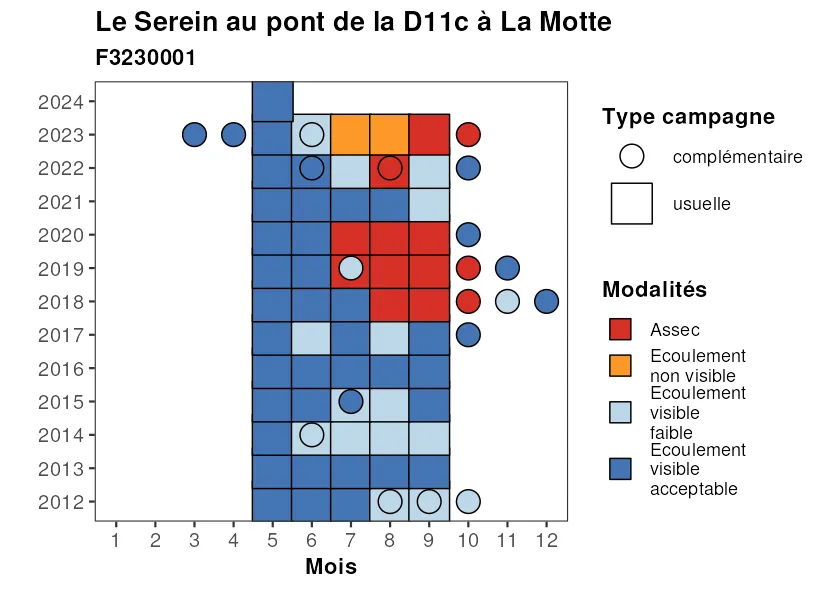 Le Serein au pont de la D11c à La Motte
F3230001
2024
2023
2022
2021
2020
2019
2018
2017
2016
2015
2014
2013
2012
1 2 3 4 5 6 7 8 9 10 11 12
Mois
Type campagne
complémentaire
usuelle
Modalités
Assec
Ecoulement
non visible
Ecoulement
visible
faible
Ecoulement
visible
acceptable